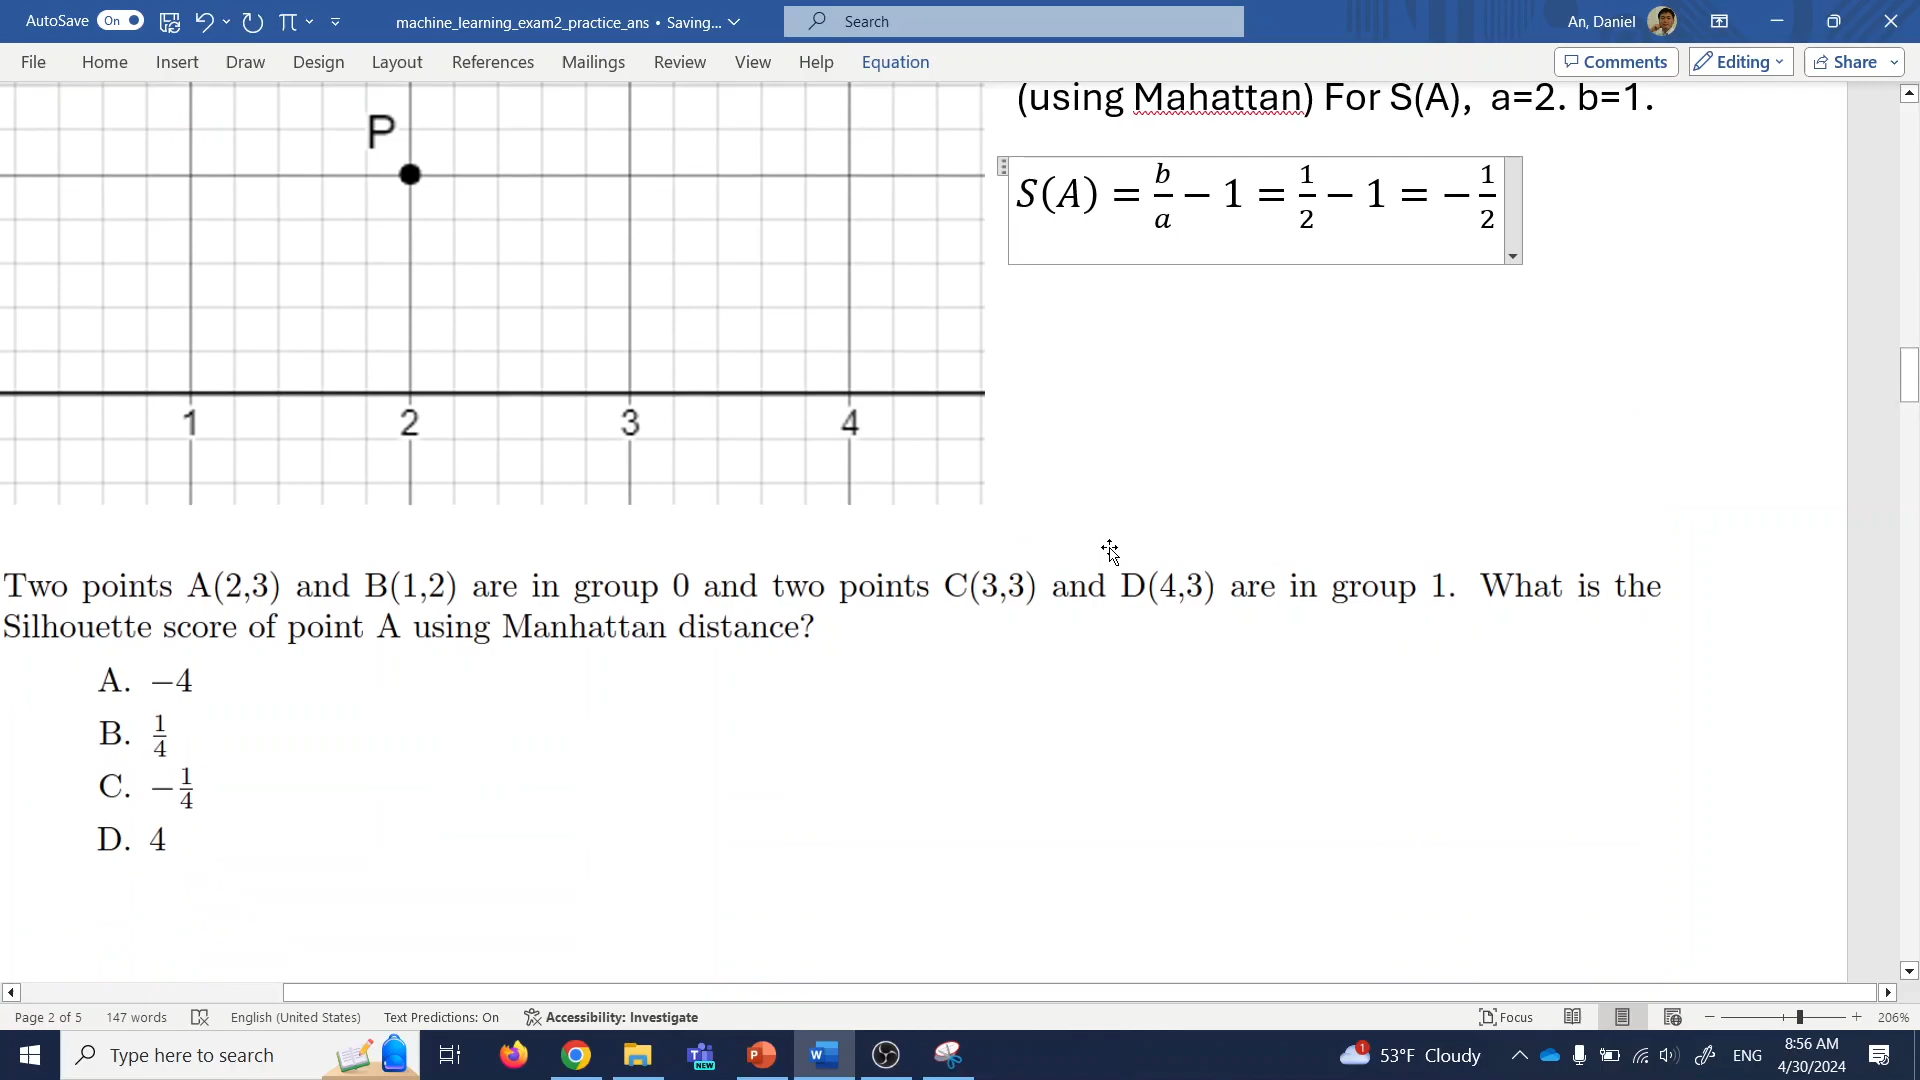 AutoSave On machine_learning_exam2_practice_ans • Saving... Search An, Daniel
File Home Insert Draw Design Layout References Mailings Review View Help Equation Comments Editing Share
(using Mahattan) For S(A), a=2. b=1.
P
S(A) = b/a − 1 = 1/2 − 1 = − 1/2
1 2 3 4
Two points A(2,3) and B(1,2) are in group 0 and two points C(3,3) and D(4,3) are in group 1. What is the
Silhouette score of point A using Manhattan distance?
A. −4
B. 1/4
C. − 1/4
D. 4
Page 2 of 5 147 words English (United States) Text Predictions: On Accessibility: Investigate Focus 206%
Type here to search NEW 1 53°F Cloudy ENG 8:56 AM
4/30/2024